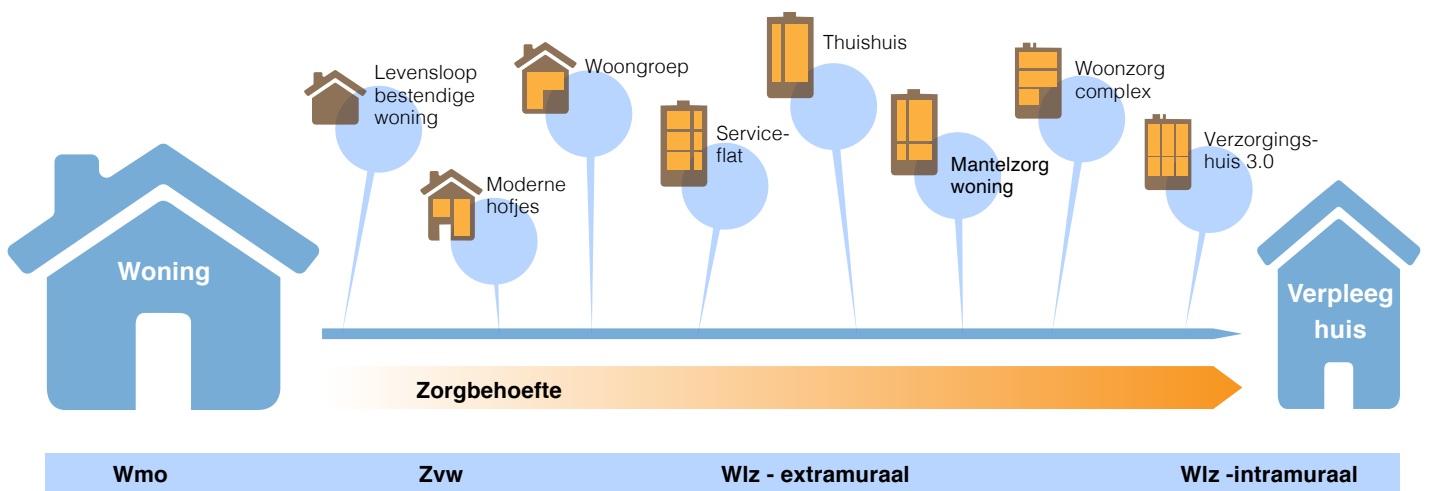 Levensloop
bestendige
woning
Moderne
hofjes
Woongroep
Service-
flat
Thuishuis
Mantelzorg
woning
Woonzorg
complex
Verzorgings-
huis 3.0
Woning
Verpleeg
huis
Zorgbehoefte
Wmo
Zvw
Wlz - extramuraal
Wlz -intramuraal